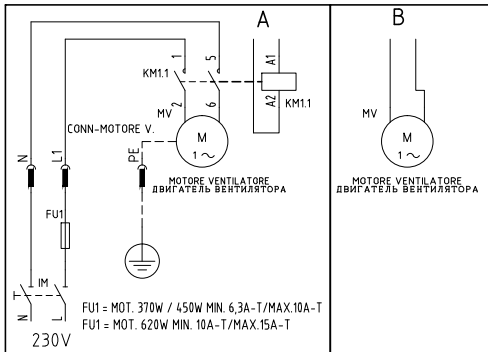 A
B
1
5
KM1.1
A1
A2
KM1.1
2
6
MV
MV
CONN-MOTORE V.
M
1 ~
M
1 ~
N
L1
PE
MOTORE VENTILATORE
ДВИГАТЕЛЬ ВЕНТИЛЯТОРА
MOTORE VENTILATORE
ДВИГАТЕЛЬ ВЕНТИЛЯТОРА
FU1
IM
N
L
FU1 = MOT. 370W / 450W MIN. 6,3A-T/MAX.10A-T
FU1 = MOT. 620W MIN. 10A-T/MAX.15A-T
230V